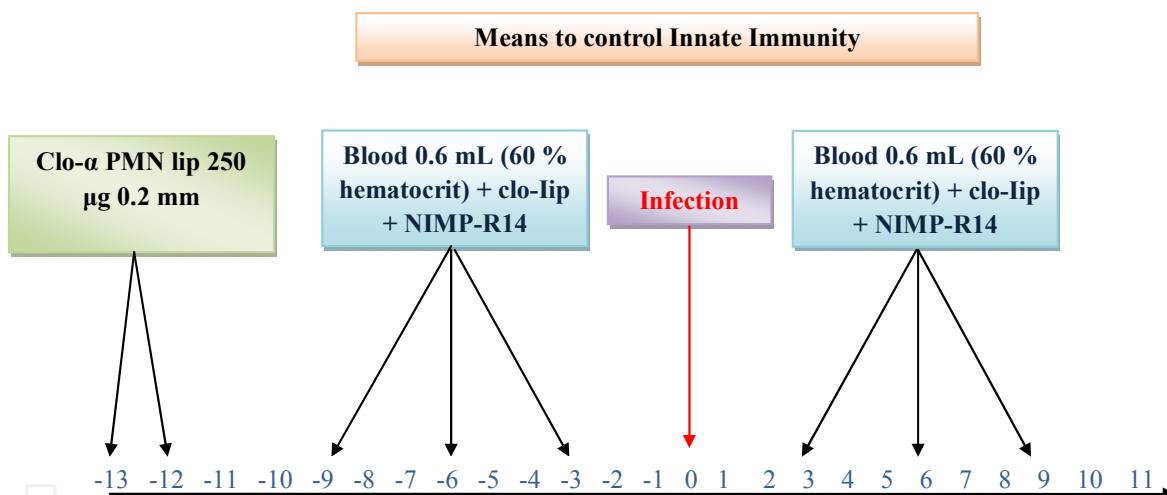 Means to control Innate Immunity
Clo-α PMN lip 250
µg 0.2 mm
Blood 0.6 mL (60 %
hematocrit) + clo-Iip
+ NIMP-R14
Infection
Blood 0.6 mL (60 %
hematocrit) + clo-Iip
+ NIMP-R14
-13 -12 -11 -10 -9 -8 -7 -6 -5 -4 -3 -2 -1 0 1 2 3 4 5 6 7 8 9 10 11